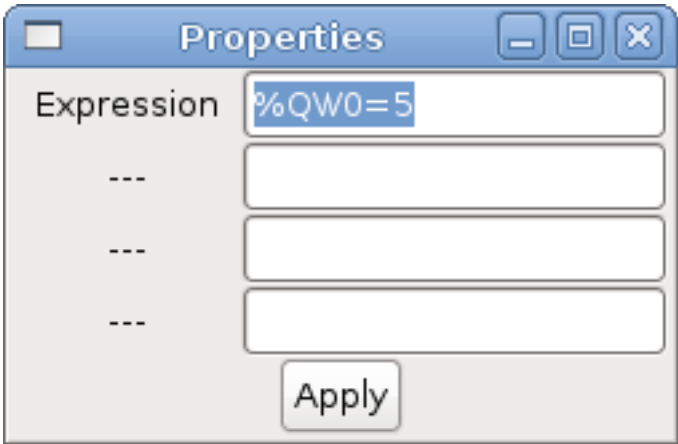 Properties
Expression %QW0=5
---
---
---
Apply